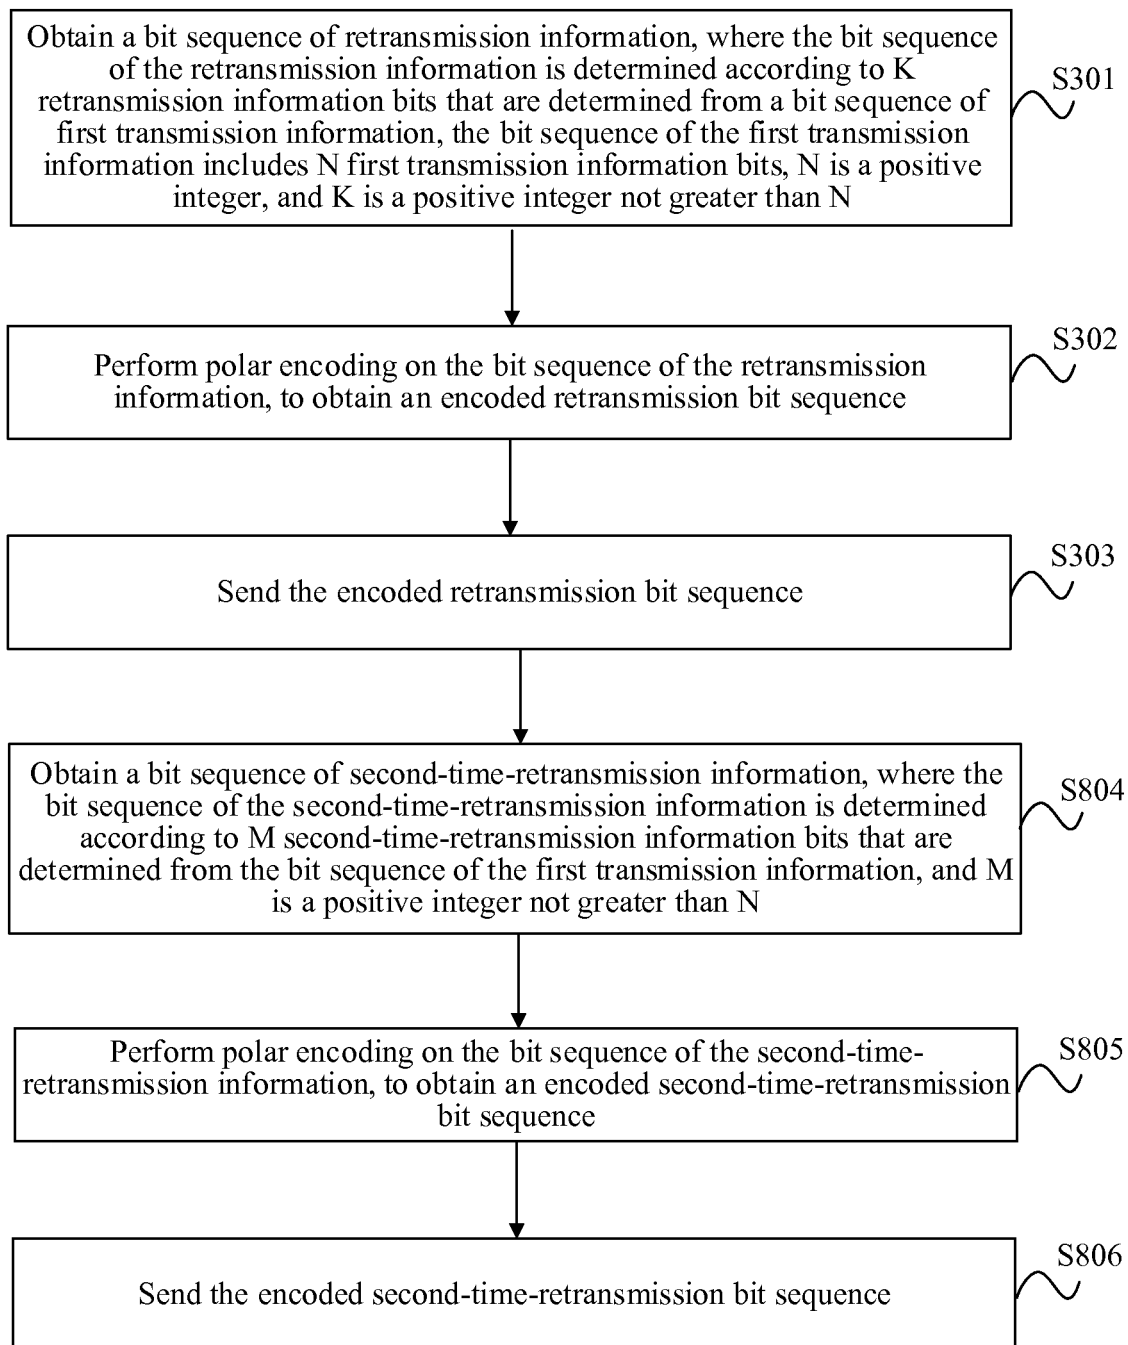 Obtain a bit sequence of retransmission information, where the bit sequence
of the retransmission information is determined according to K
retransmission information bits that are determined from a bit sequence of
first transmission information, the bit sequence of the first transmission
information includes N first transmission information bits, N is a positive
integer, and K is a positive integer not greater than N
S301
Perform polar encoding on the bit sequence of the retransmission
information, to obtain an encoded retransmission bit sequence
S302
Send the encoded retransmission bit sequence
S303
Obtain a bit sequence of second-time-retransmission information, where the
bit sequence of the second-time-retransmission information is determined
according to M second-time-retransmission information bits that are
determined from the bit sequence of the first transmission information, and M
is a positive integer not greater than N
S804
Perform polar encoding on the bit sequence of the second-time-
retransmission information, to obtain an encoded second-time-retransmission
bit sequence
S805
Send the encoded second-time-retransmission bit sequence
S806